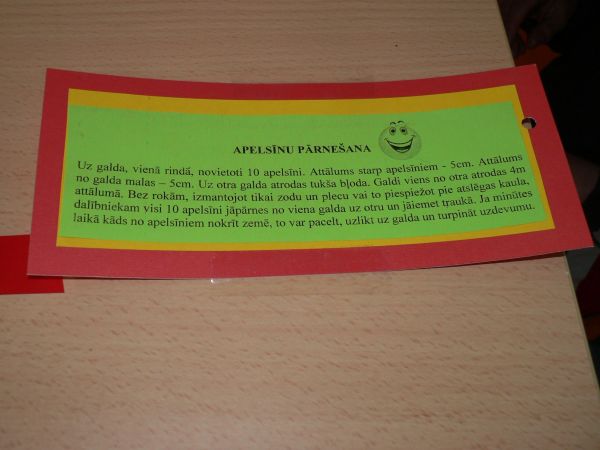 APELSĪNU PĀRNEŠANA
Uz galda, vienā rindā, novietoti 10 apelsīni. Attālums starp apelsīniem - 5cm. Attālums
no galda malas – 5cm. Uz otra galda atrodas tukša bļoda. Galdi viens no otra atrodas 4m
attālumā. Bez rokām, izmantojot tikai zodu un plecu vai to piespiežot pie atslēgas kaula,
dalībniekam visi 10 apelsīni jāpārnes no viena galda uz otru un jāiemet traukā. Ja minūtes
laikā kāds no apelsīniem nokrīt zemē, to var pacelt, uzlikt uz galda un turpināt uzdevumu.